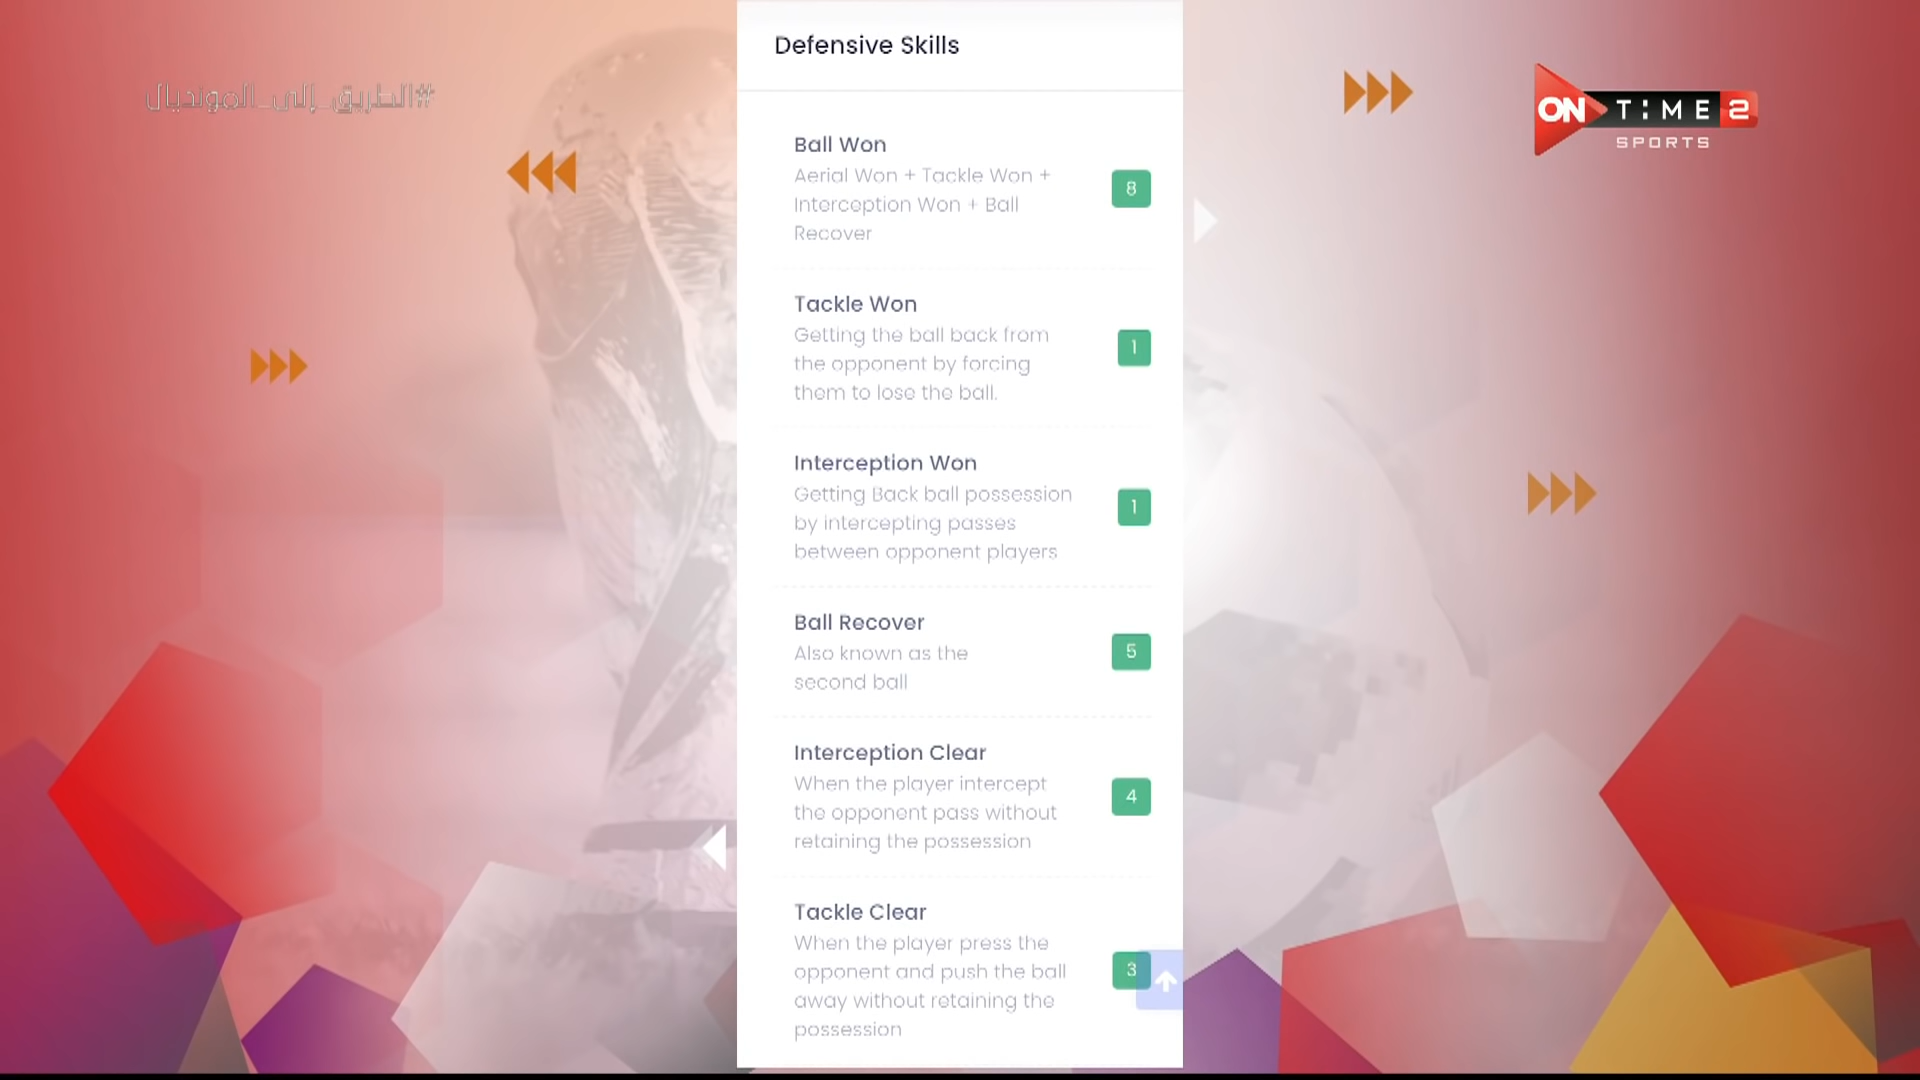 #الطريق_إلى_المونديال
ON TIME 2
SPORTS
Defensive Skills
Ball Won
Aerial Won + Tackle Won +
Interception Won + Ball
Recover
8
Tackle Won
Getting the ball back from
the opponent by forcing
them to lose the ball.
1
Interception Won
Getting Back ball possession
by intercepting passes
between opponent players
1
Ball Recover
Also known as the
second ball
5
Interception Clear
When the player intercept
the opponent pass without
retaining the possession
4
Tackle Clear
When the player press the
opponent and push the ball
away without retaining the
possession
3